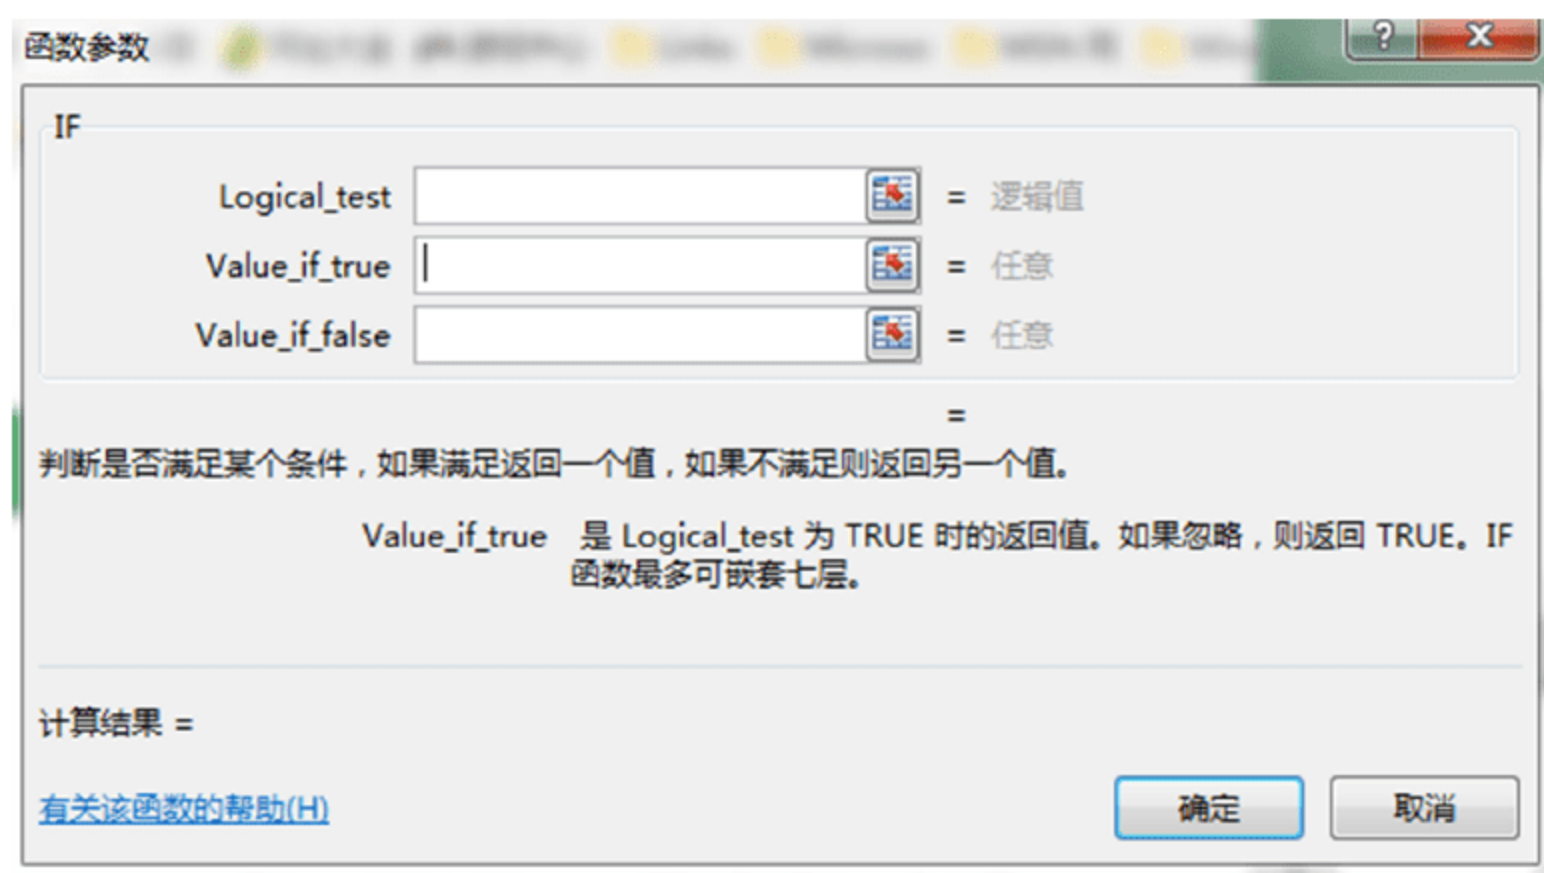 函数参数
IF
Logical_test = 逻辑值
Value_if_true = 任意
Value_if_false = 任意
=
判断是否满足某个条件，如果满足返回一个值，如果不满足则返回另一个值。
Value_if_true 是 Logical_test 为 TRUE 时的返回值。如果忽略，则返回 TRUE。IF
函数最多可嵌套七层。
计算结果 =
有关该函数的帮助(H)
确定 取消